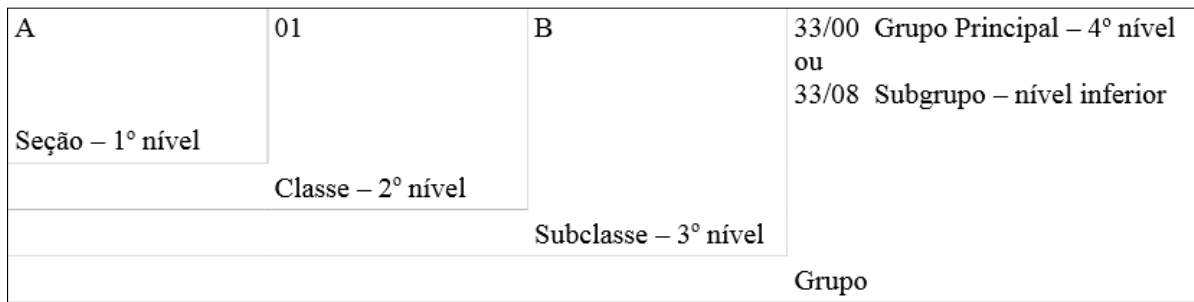 A 01 B 33/00 Grupo Principal – 4º nível
ou
33/08 Subgrupo – nível inferior
Seção – 1º nível
Classe – 2º nível
Subclasse – 3º nível
Grupo